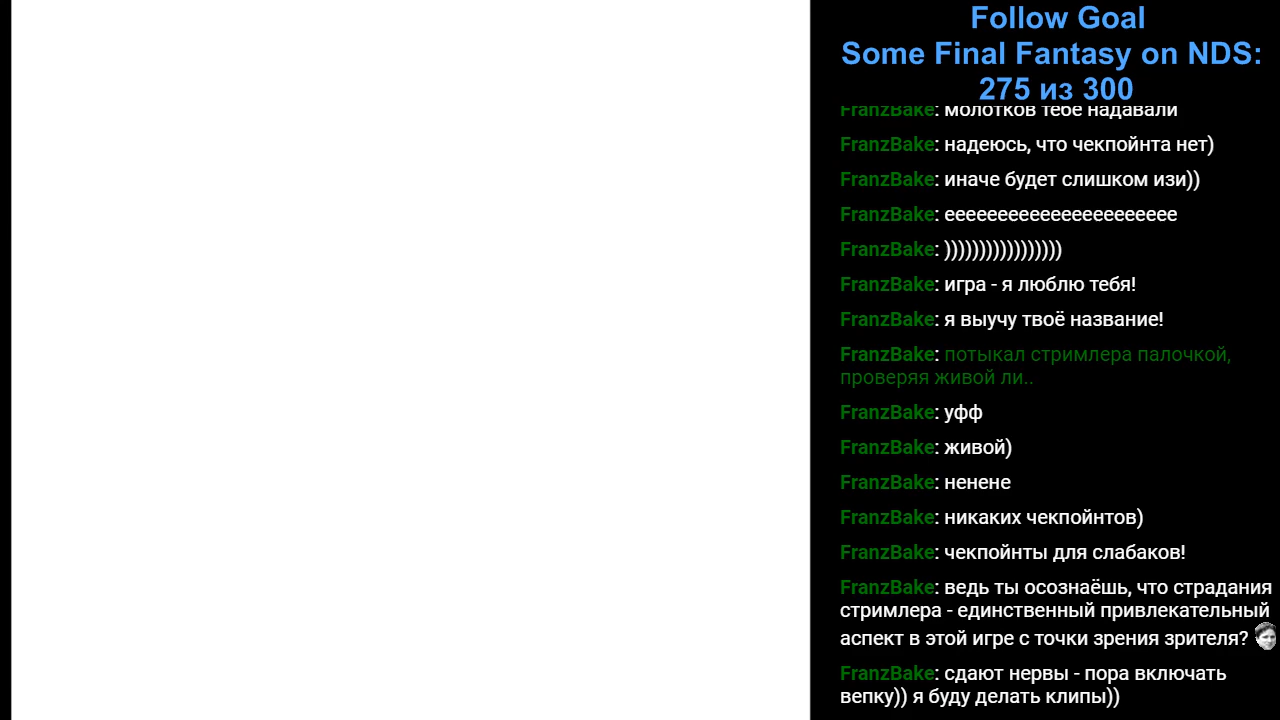 Follow Goal
Some Final Fantasy on NDS:
275 из 300
FranzBake: молотков тебе надавали
FranzBake: надеюсь, что чекпойнта нет)
FranzBake: иначе будет слишком изи))
FranzBake: ееееееееееееееееееееее
FranzBake: )))))))))))))))))
FranzBake: игра - я люблю тебя!
FranzBake: я выучу твоё название!
FranzBake: потыкал стримлера палочкой,
проверяя живой ли..
FranzBake: уфф
FranzBake: живой)
FranzBake: ненене
FranzBake: никаких чекпойнтов)
FranzBake: чекпойнты для слабаков!
FranzBake: ведь ты осознаёшь, что страдания
стримлера - единственный привлекательный
аспект в этой игре с точки зрения зрителя?
FranzBake: сдают нервы - пора включать
вепку)) я буду делать клипы))